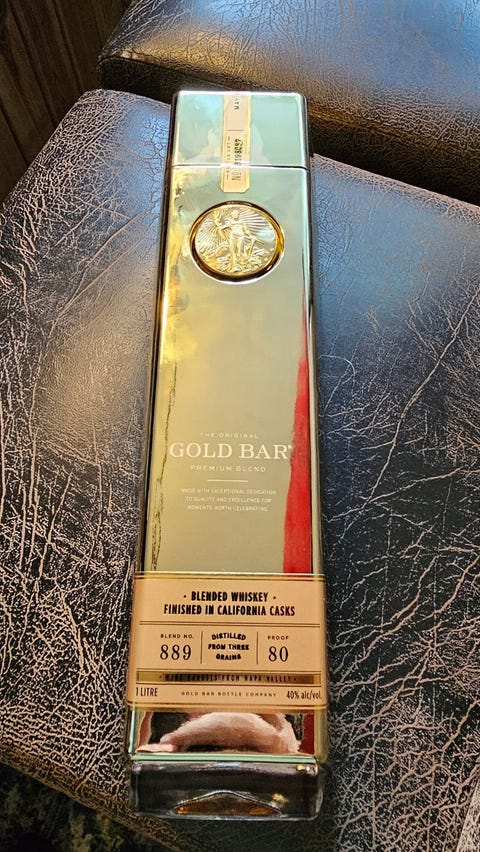 THE ORIGINAL
GOLD BAR®
PREMIUM BLEND
MADE WITH EXCEPTIONAL DEDICATION
TO QUALITY AND EXCELLENCE FOR
MOMENTS WORTH CELEBRATING
· BLENDED WHISKEY ·
FINISHED IN CALIFORNIA CASKS
BLEND NO.
889
DISTILLED
FROM THREE
GRAINS
PROOF
80
· WINE BARRELS FROM NAPA VALLEY ·
1 LITRE
GOLD BAR BOTTLE COMPANY
40% alc/vol.